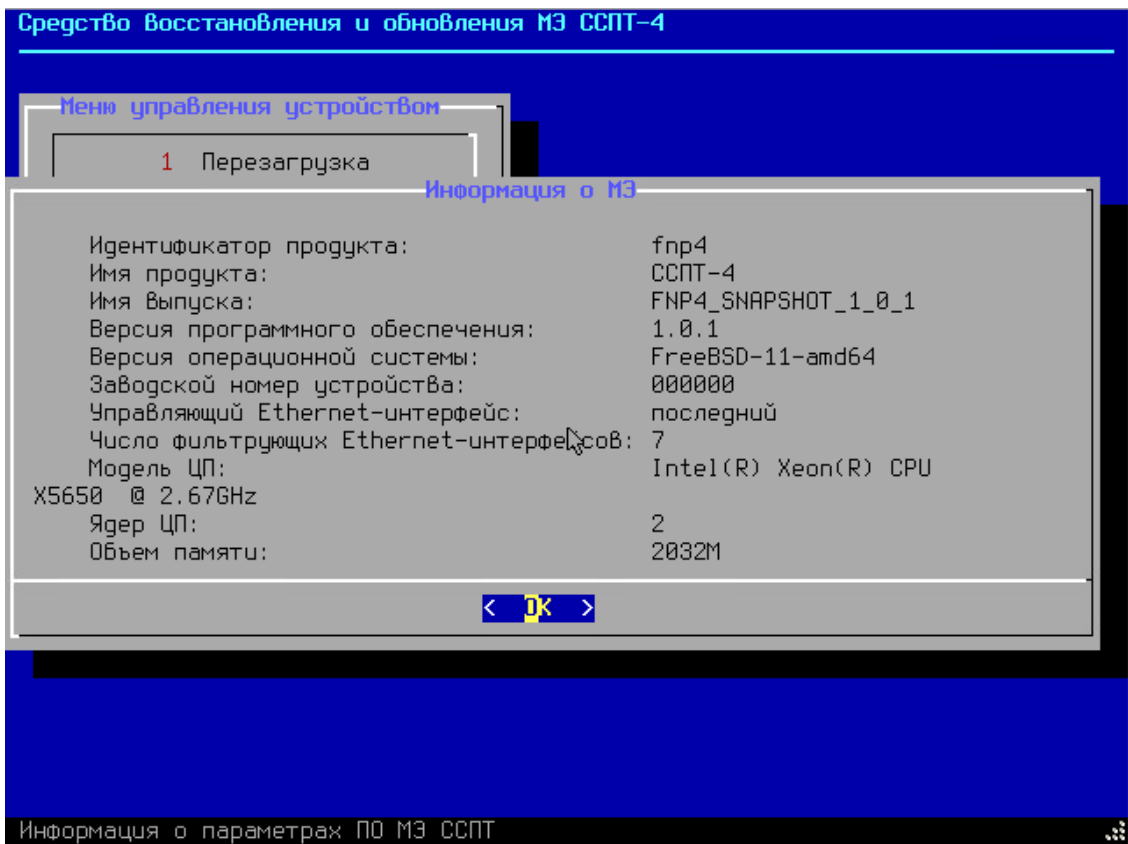 Средство восстановления и обновления МЭ ССПТ-4
Меню управления устройством
1 Перезагрузка
Информация о МЭ
Идентификатор продукта: fnp4
Имя продукта: ССПТ-4
Имя выпуска: FNP4_SNAPSHOT_1_0_1
Версия программного обеспечения: 1.0.1
Версия операционной системы: FreeBSD-11-amd64
Заводской номер устройства: 000000
Управляющий Ethernet-интерфейс: последний
Число фильтрующих Ethernet-интерфейсов: 7
Модель ЦП: Intel(R) Xeon(R) CPU
X5650 @ 2.67GHz
Ядер ЦП: 2
Объем памяти: 2032M
< OK >
Информация о параметрах ПО МЭ ССПТ